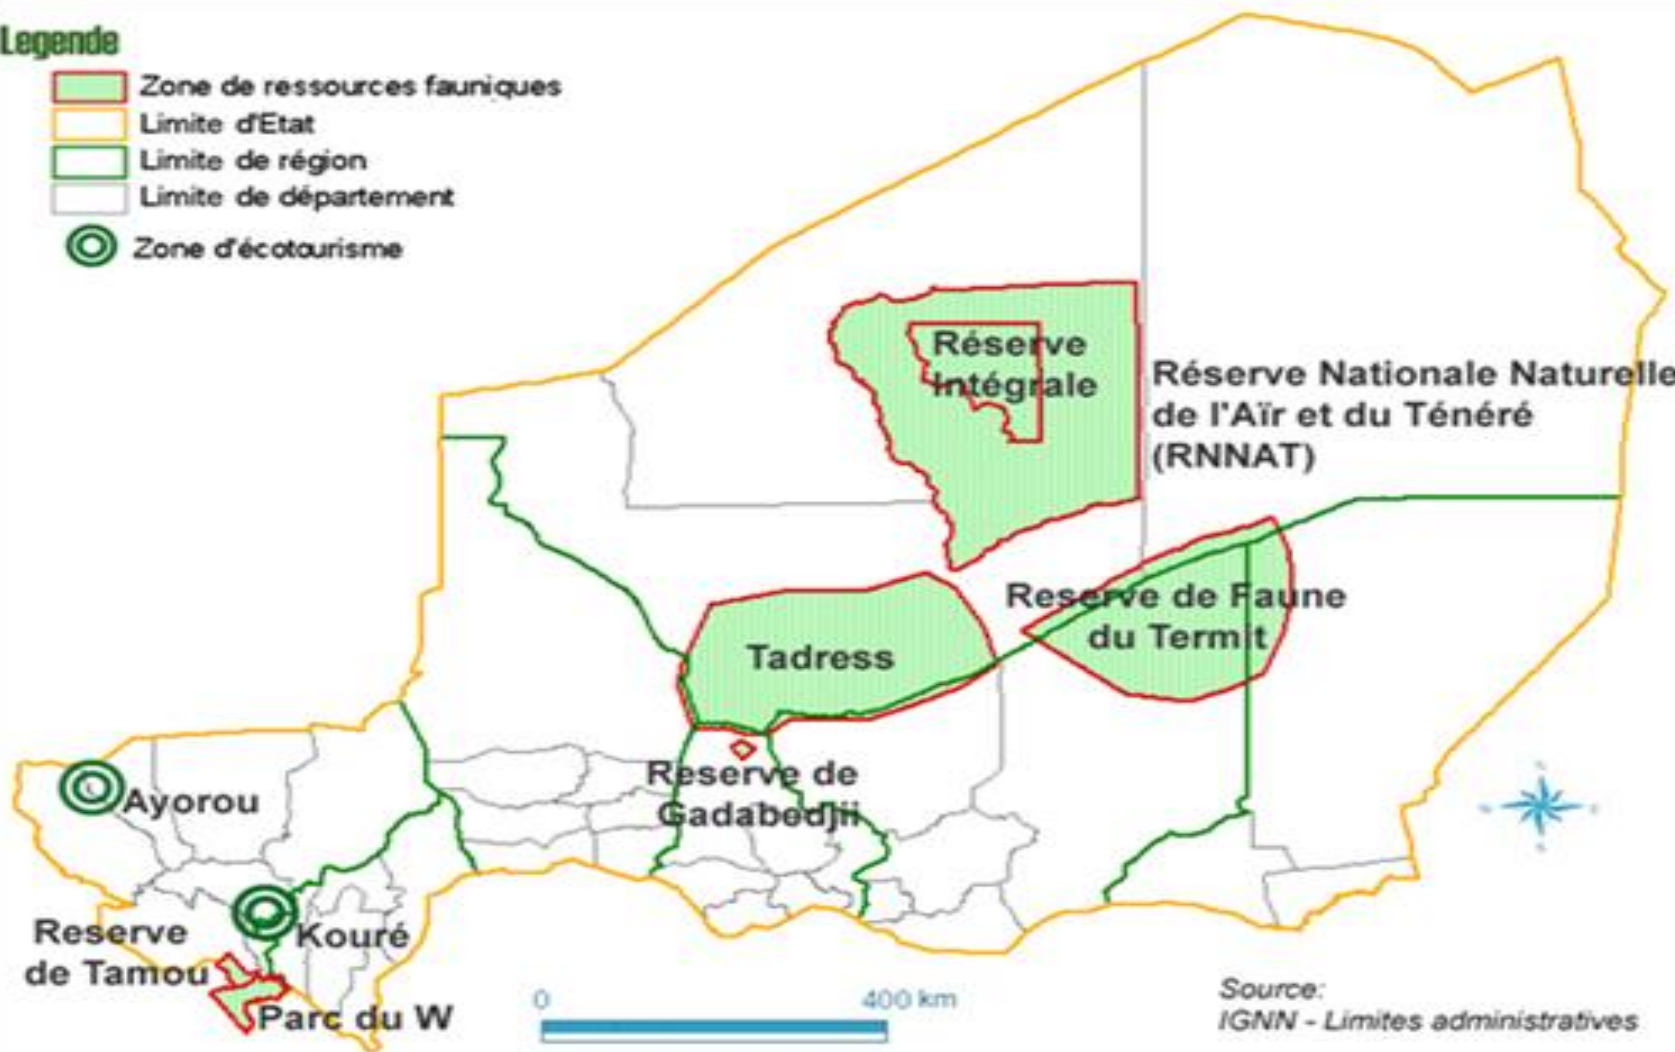 Legende
Zone de ressources fauniques
Limite d'Etat
Limite de région
Limite de département
Zone d'écotourisme
Réserve
Intégrale
Réserve Nationale Naturelle
de l'Aïr et du Ténéré
(RNNAT)
Reserve de Faune
du Termit
Tadress
Reserve de
Gadabedjii
Ayorou
Kouré
Reserve
de Tamou
Parc du W
0 400 km
Source:
IGNN - Limites administratives